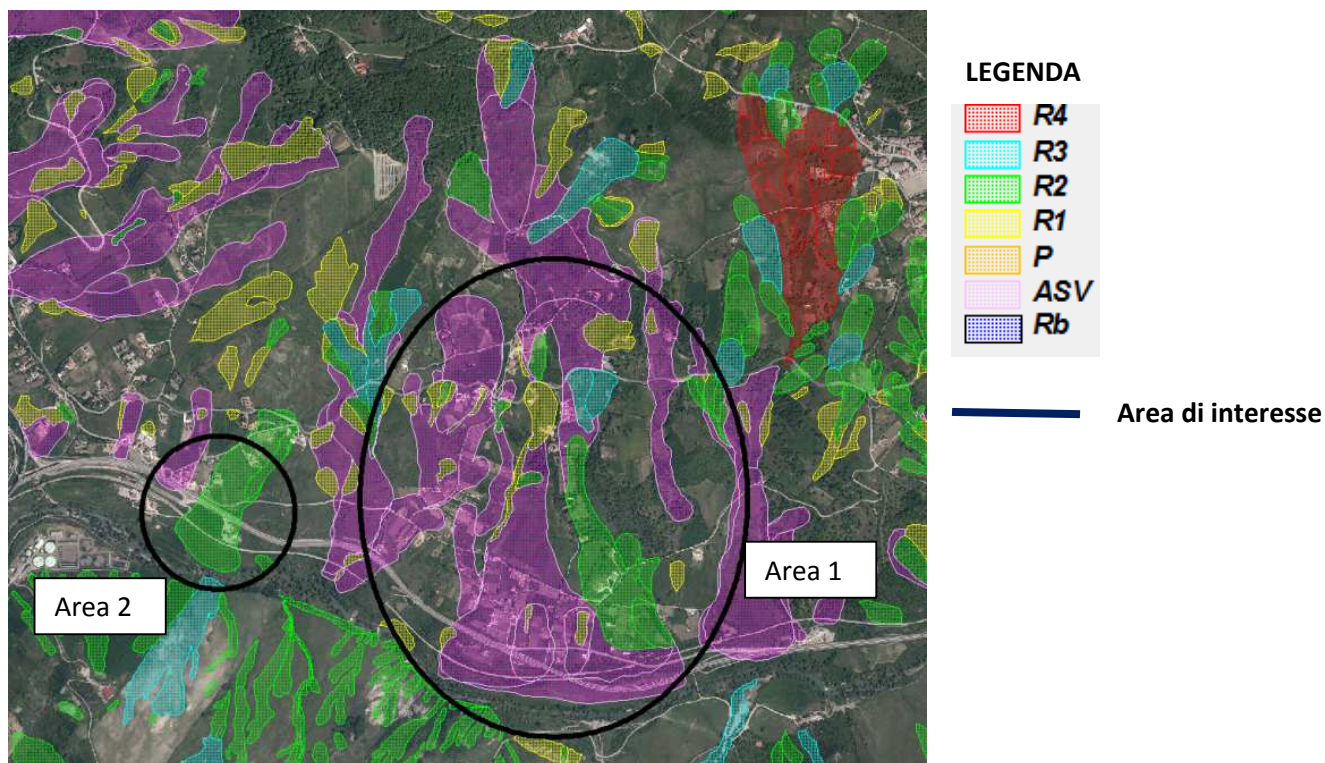 LEGENDA
R4
R3
R2
R1
P
ASV
Rb
Area di interesse
Area 1
Area 2